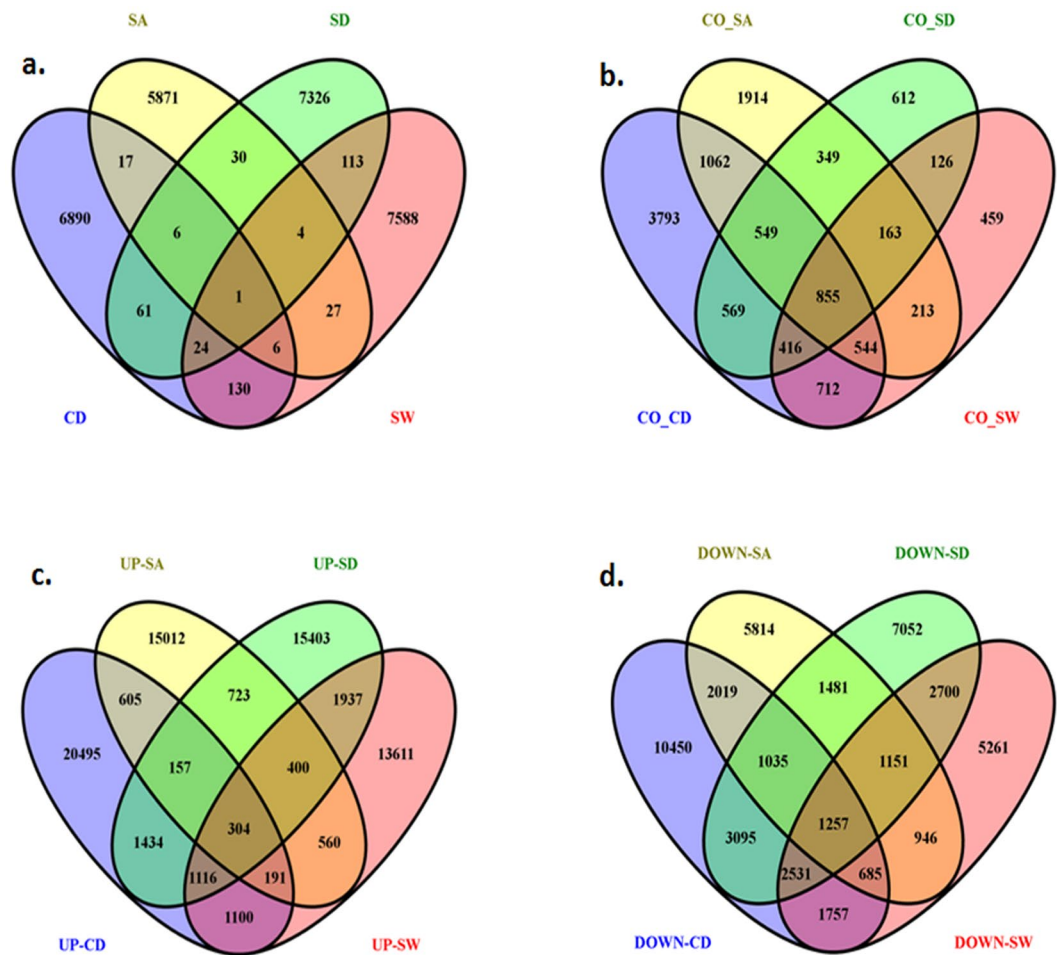 SA SD
a.
5871 7326
17 30 113
6890 6 4 7588
61 1 27
24 6
130
CD SW
CO_SA CO_SD
b.
1914 612
1062 349 126
3793 549 163 459
569 855 213
416 544
712
CO_CD CO_SW
UP-SA UP-SD
c.
15012 15403
605 723 1937
20495 157 400 13611
1434 304 560
1116 191
1100
UP-CD UP-SW
DOWN-SA DOWN-SD
d.
5814 7052
2019 1481 2700
10450 1035 1151 5261
3095 1257 946
2531 685
1757
DOWN-CD DOWN-SW